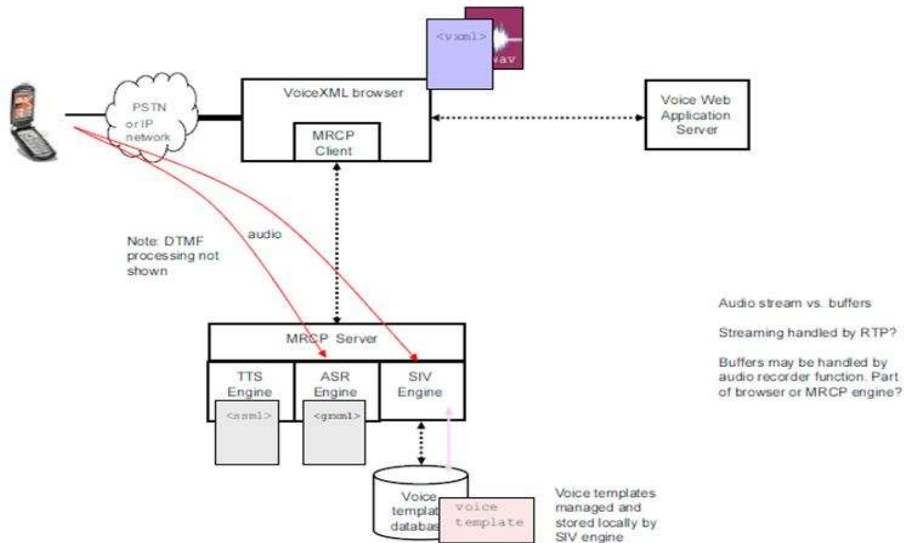 <vxml>
wav
VoiceXML browser
MRCP
Client
PSTN
or IP
network
Voice Web
Application
Server
Note: DTMF
processing not
shown
audio
Audio stream vs. buffers
Streaming handled by RTP?
Buffers may be handled by
audio recorder function. Part
of browser or MRCP engine?
MRCP Server
TTS
Engine
ASR
Engine
SIV
Engine
<ssml>
<grxml>
Voice
template
database
voice
template
Voice templates
managed and
stored locally by
SIV engine